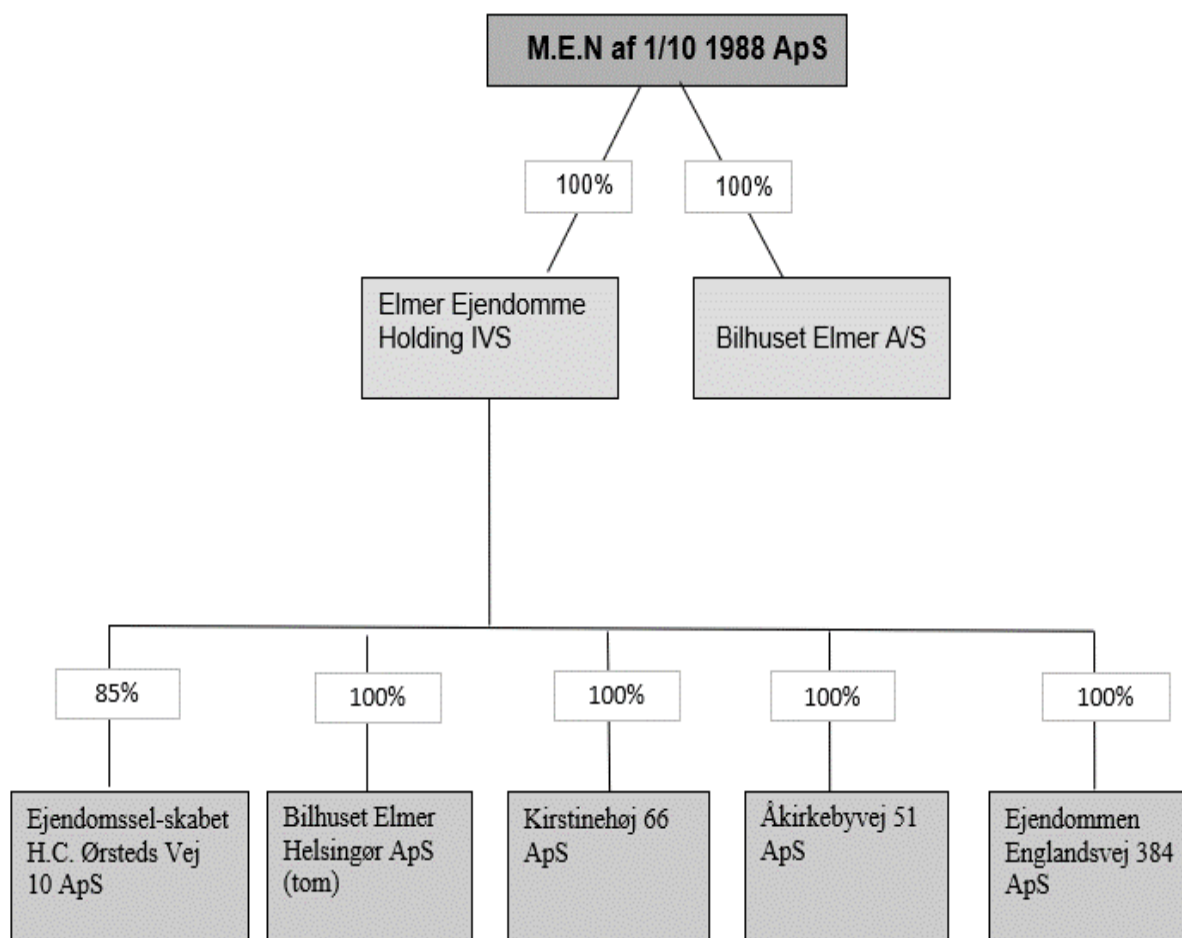 M.E.N af 1/10 1988 ApS
100%
100%
Elmer Ejendomme
Holding IVS
Bilhuset Elmer A/S
85%
100%
100%
100%
100%
Ejendomssel-skabet
H.C. Ørsteds Vej
10 ApS
Bilhuset Elmer
Helsingør ApS
(tom)
Kirstinehøj 66
ApS
Åkirkebyvej 51
ApS
Ejendommen
Englandsvej 384
ApS